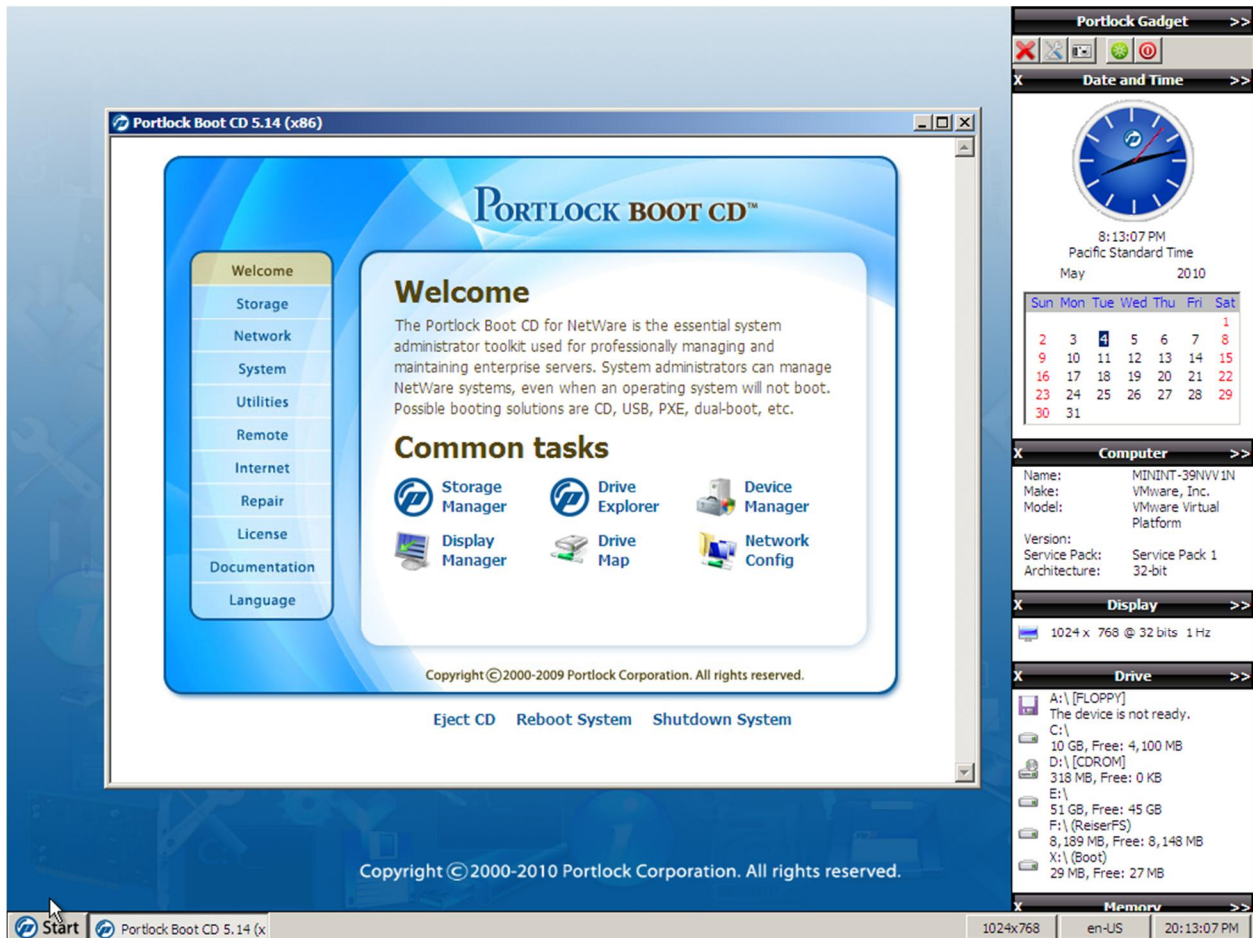 Portlock Gadget >>
X Date and Time >>
8:13:07 PM
Pacific Standard Time
May 2010
Sun Mon Tue Wed Thu Fri Sat
1
2 3 4 5 6 7 8
9 10 11 12 13 14 15
16 17 18 19 20 21 22
23 24 25 26 27 28 29
30 31
X Computer >>
Name: MININT-39NVV1N
Make: VMware, Inc.
Model: VMware Virtual
Platform
Version:
Service Pack: Service Pack 1
Architecture: 32-bit
X Display >>
1024 x 768 @ 32 bits 1 Hz
X Drive >>
A:\ [FLOPPY]
The device is not ready.
C:\
10 GB, Free: 4,100 MB
D:\ [CDROM]
318 MB, Free: 0 KB
E:\
51 GB, Free: 45 GB
F:\ (ReiserFS)
8,189 MB, Free: 8,148 MB
X:\ (Boot)
29 MB, Free: 27 MB
X Memory >>
Portlock Boot CD 5.14 (x86)
PORTLOCK BOOT CD™
Welcome
Storage
Network
System
Utilities
Remote
Internet
Repair
License
Documentation
Language
Welcome
The Portlock Boot CD for NetWare is the essential system
administrator toolkit used for professionally managing and
maintaining enterprise servers. System administrators can manage
NetWare systems, even when an operating system will not boot.
Possible booting solutions are CD, USB, PXE, dual-boot, etc.
Common tasks
Storage
Manager
Drive
Explorer
Device
Manager
Display
Manager
Drive
Map
Network
Config
Copyright ©2000-2009 Portlock Corporation. All rights reserved.
Eject CD Reboot System Shutdown System
Copyright ©2000-2010 Portlock Corporation. All rights reserved.
Start Portlock Boot CD 5.14 (x 1024x768 en-US 20:13:07 PM